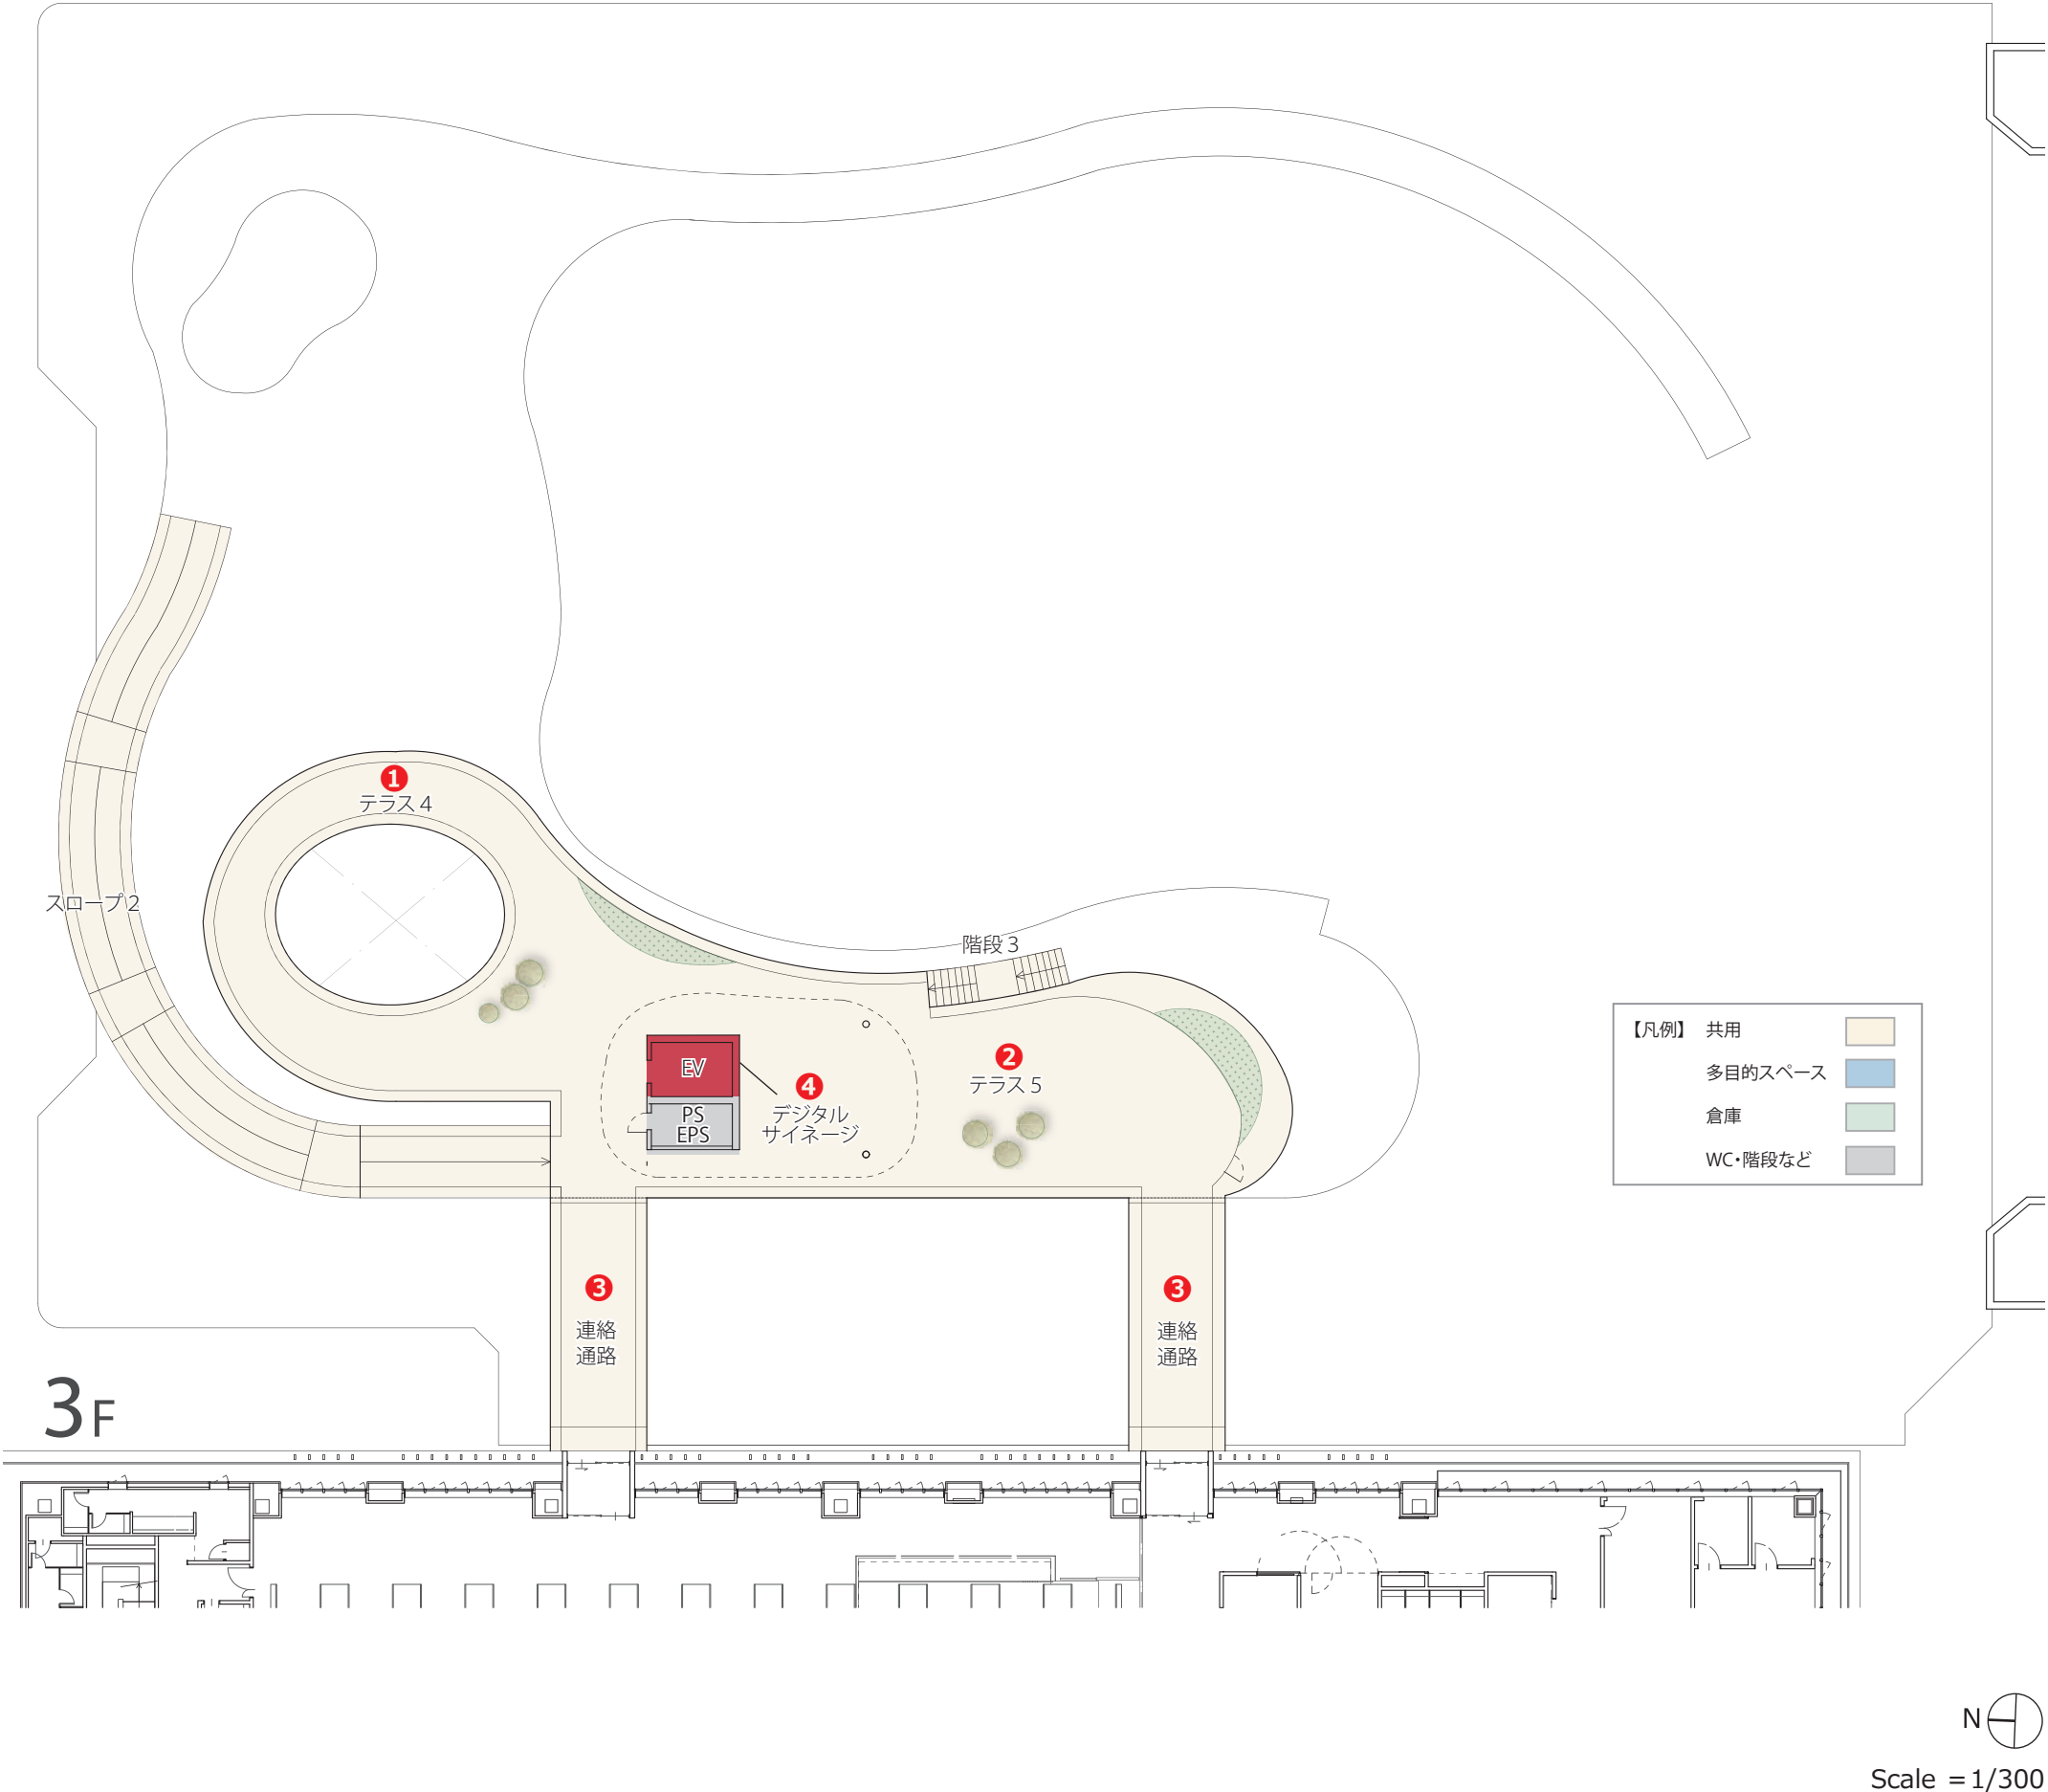 ❶
テラス 4
スロープ 2
階段 3
【凡例】 共用
多目的スペース
倉庫
WC・階段など
EV
PS
EPS
❹
デジタル
サイネージ
❷
テラス 5
❸
連絡
通路
❸
連絡
通路
3F
N
Scale =1/300